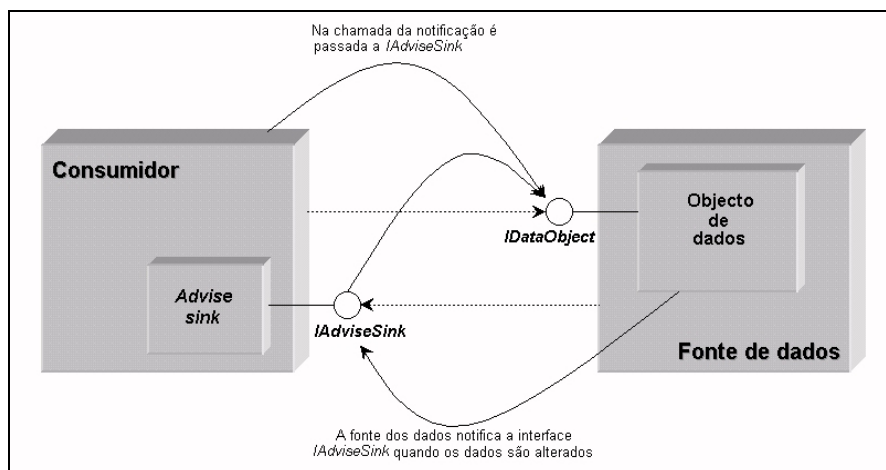 Na chamada da notificação é
passada a IAdviseSink
Consumidor
Objecto
de
dados
IDataObject
Advise
sink
IAdviseSink
Fonte de dados
A fonte dos dados notifica a interface
IAdviseSink quando os dados são alterados